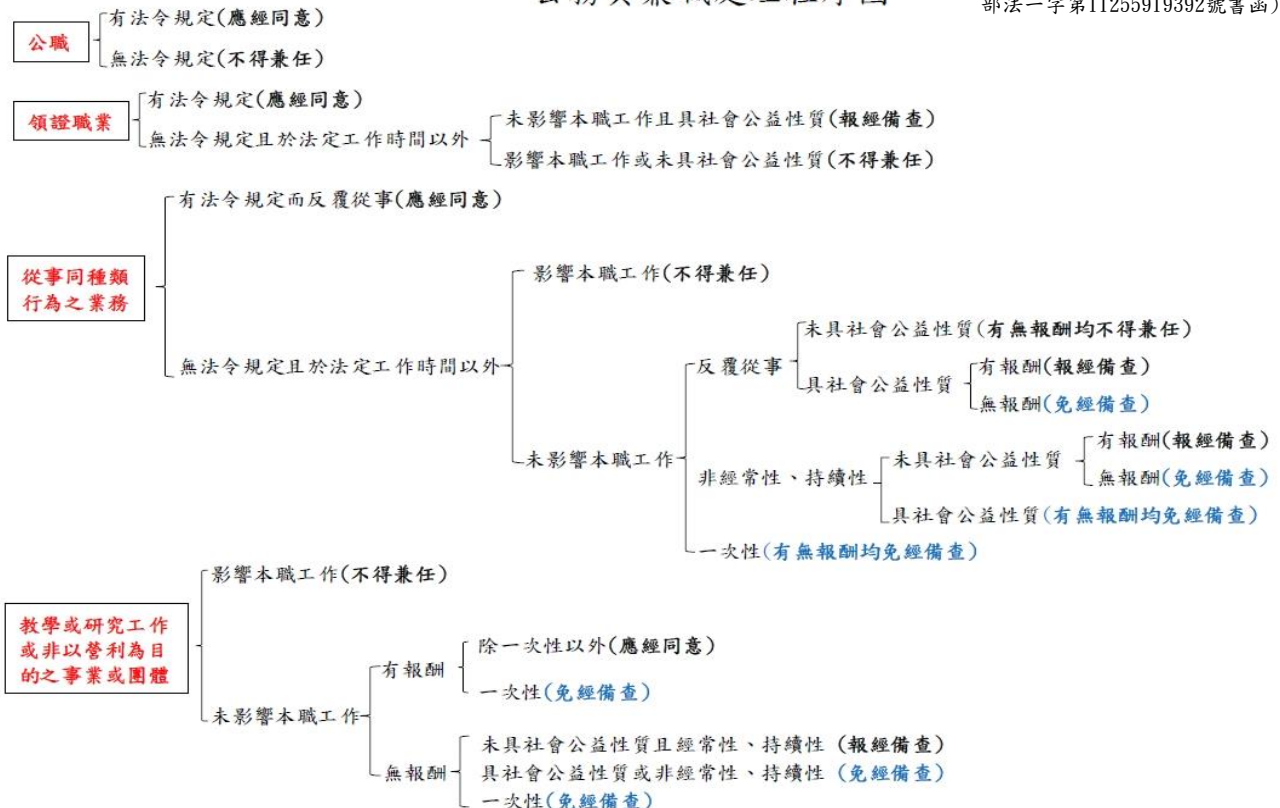 部法一字第11255919392號書函)
公職
有法令規定(應經同意)
無法令規定(不得兼任)
領證職業
有法令規定(應經同意)
無法令規定且於法定工作時間以外
未影響本職工作且具社會公益性質(報經備查)
影響本職工作或未具社會公益性質(不得兼任)
從事同種類
行為之業務
有法令規定而反覆從事(應經同意)
無法令規定且於法定工作時間以外
影響本職工作(不得兼任)
未影響本職工作
反覆從事
未具社會公益性質(有無報酬均不得兼任)
具社會公益性質
有報酬(報經備查)
無報酬(免經備查)
非經常性、持續性
未具社會公益性質
有報酬(報經備查)
無報酬(免經備查)
具社會公益性質(有無報酬均免經備查)
一次性(有無報酬均免經備查)
教學或研究工作
或非以營利為目
的之事業或團體
影響本職工作(不得兼任)
未影響本職工作
有報酬
除一次性以外(應經同意)
一次性(免經備查)
無報酬
未具社會公益性質且經常性、持續性 (報經備查)
具社會公益性質或非經常性、持續性 (免經備查)
一次性(免經備查)